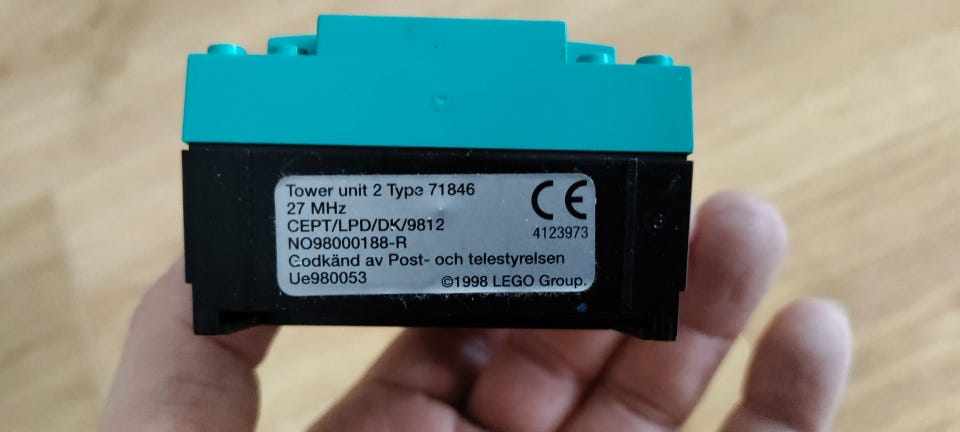 Tower unit 2 Type 71846
27 MHz
CEPT/LPD/DK/9812
NO98000188-R
Godkänd av Post- och telestyrelsen
Ue980053
©1998 LEGO Group.
CE
4123973